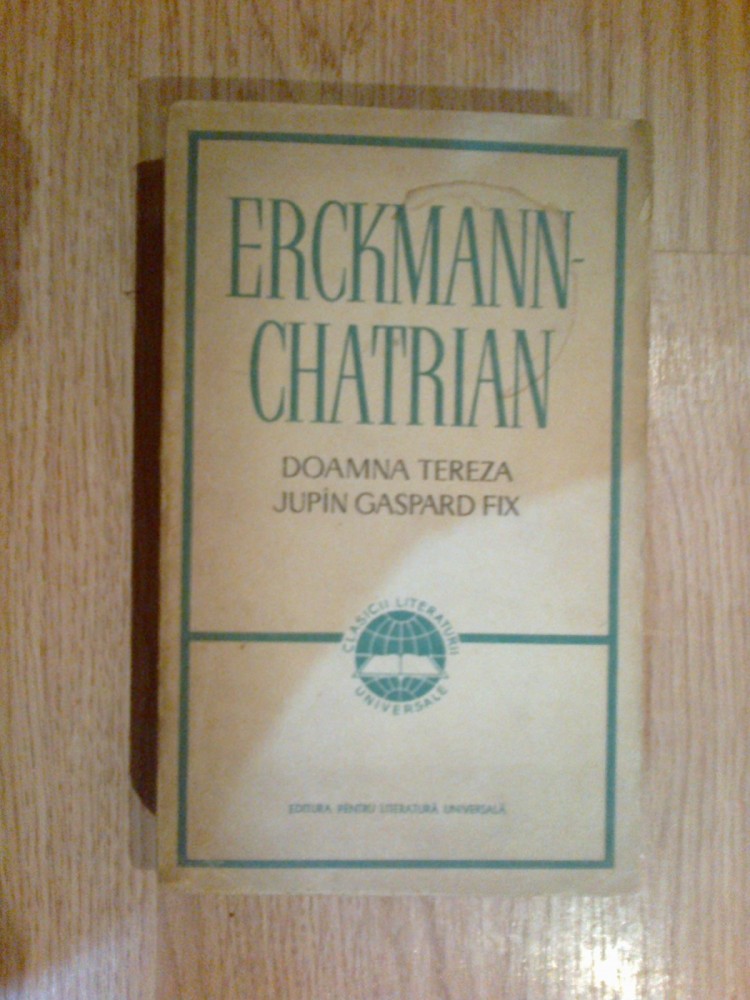 ERCKMANN-
CHATRIAN
DOAMNA TEREZA
JUPÎN GASPARD FIX
CLASICII LITERATURII
UNIVERSALE
EDITURA PENTRU LITERATURĂ UNIVERSALĂ